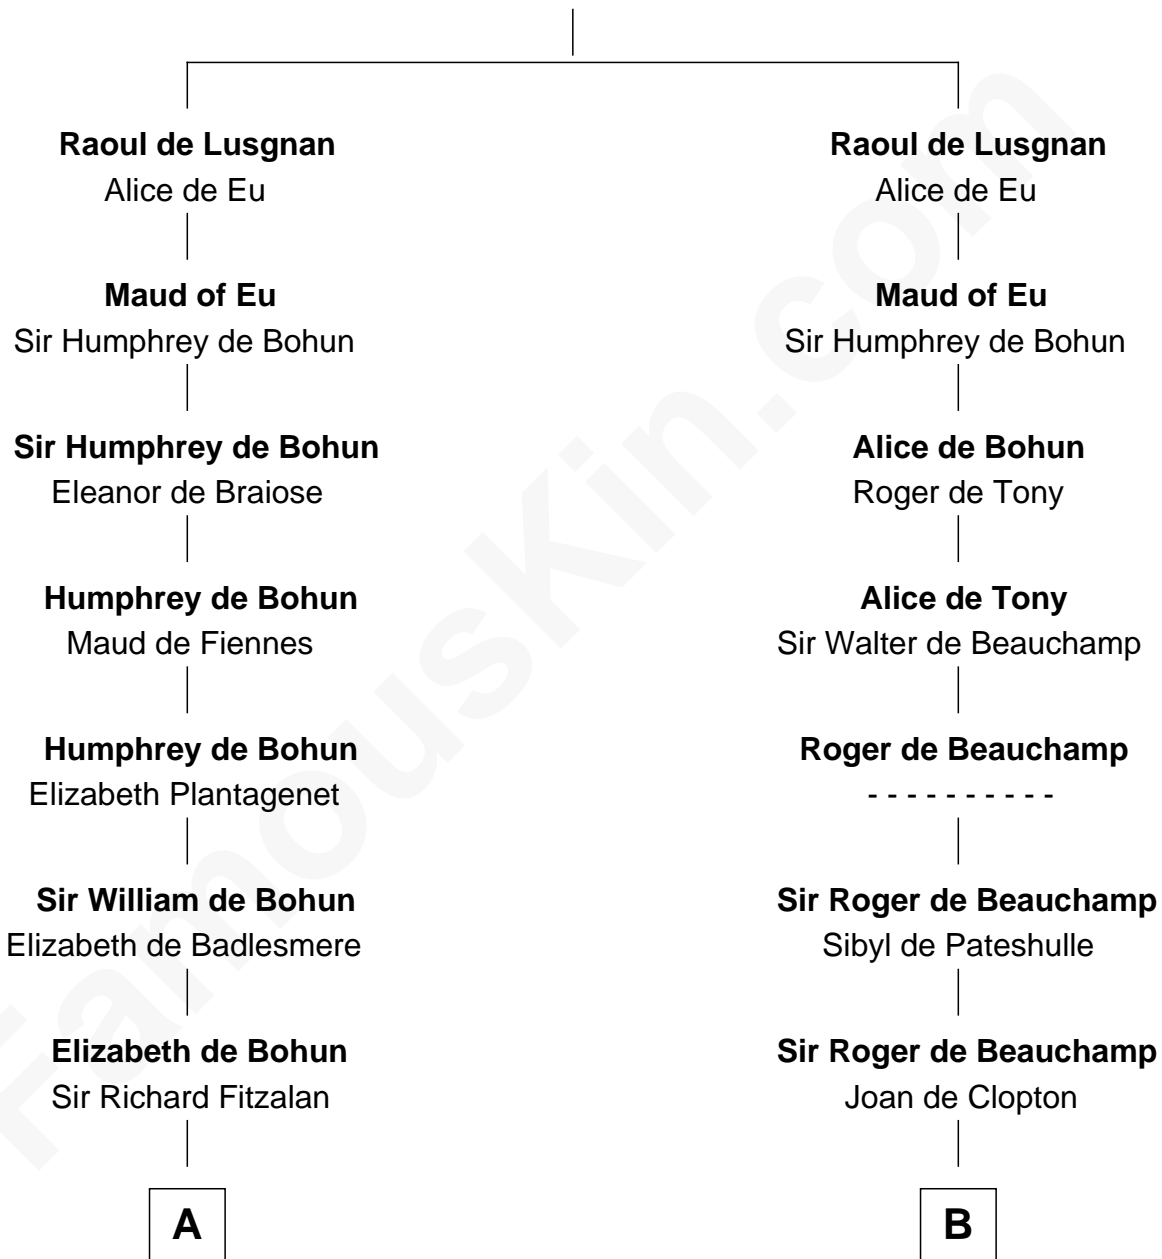 Raoul de Lusgnan
Alice de Eu
Maud of Eu
Sir Humphrey de Bohun
Sir Humphrey de Bohun
Eleanor de Braiose
Humphrey de Bohun
Maud de Fiennes
Humphrey de Bohun
Elizabeth Plantagenet
Sir William de Bohun
Elizabeth de Badlesmere
Elizabeth de Bohun
Sir Richard Fitzalan
A
Raoul de Lusgnan
Alice de Eu
Maud of Eu
Sir Humphrey de Bohun
Alice de Bohun
Roger de Tony
Alice de Tony
Sir Walter de Beauchamp
Roger de Beauchamp
- - - - - - - - - -
Sir Roger de Beauchamp
Sibyl de Pateshulle
Sir Roger de Beauchamp
Joan de Clopton
B
FamousKin.com